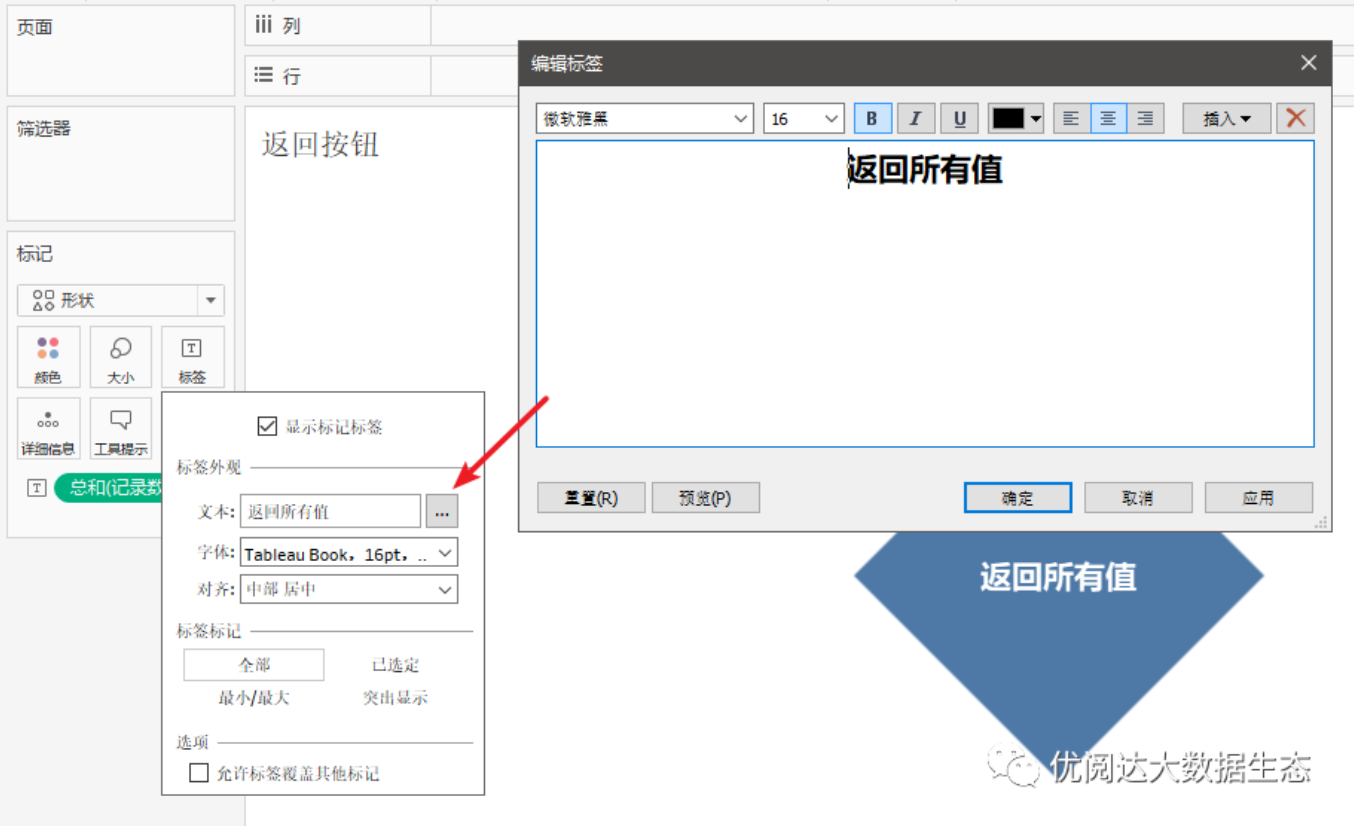 页面
iii 列
行
筛选器
返回按钮
标记
形状
颜色
大小
标签
详细信息
工具提示
总和(记录数
显示标记标签
标签外观
文本: 返回所有值 ...
字体: Tableau Book，16pt，..
对齐: 中部 居中
标签标记
全部 已选定
最小/最大 突出显示
选项
允许标签覆盖其他标记
编辑标签
微软雅黑 16 B I U 插入
返回所有值
重置(R) 预览(P) 确定 取消 应用
返回所有值
优阅达大数据生态